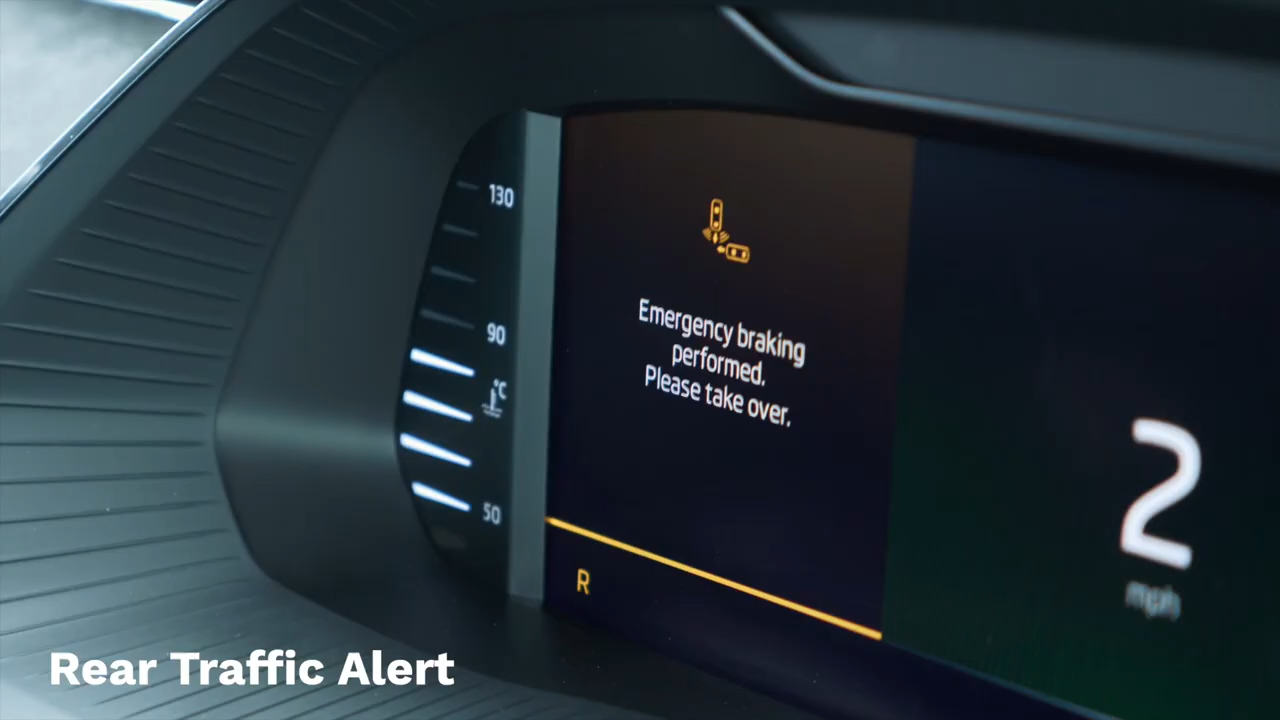 130
90
°C
50
Emergency braking
performed.
Please take over.
R
2
mph
Rear Traffic Alert